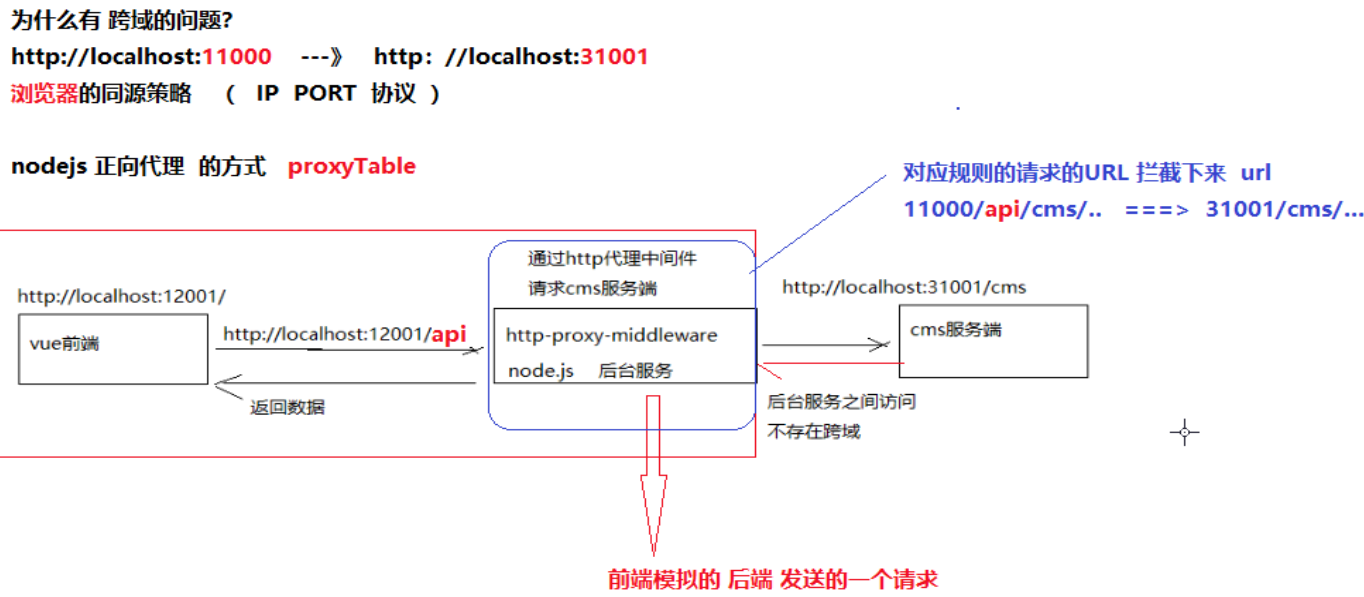 为什么有 跨域的问题?
http://localhost:11000 ---》 http：//localhost:31001
浏览器的同源策略 （ IP PORT 协议 ）
nodejs 正向代理 的方式 proxyTable
对应规则的请求的URL 拦截下来 url
11000/api/cms/.. ===> 31001/cms/...
通过http代理中间件
请求cms服务端
http://localhost:12001/
vue前端
http://localhost:12001/api
返回数据
http-proxy-middleware
node.js 后台服务
http://localhost:31001/cms
cms服务端
后台服务之间访问
不存在跨域
前端模拟的 后端 发送的一个请求